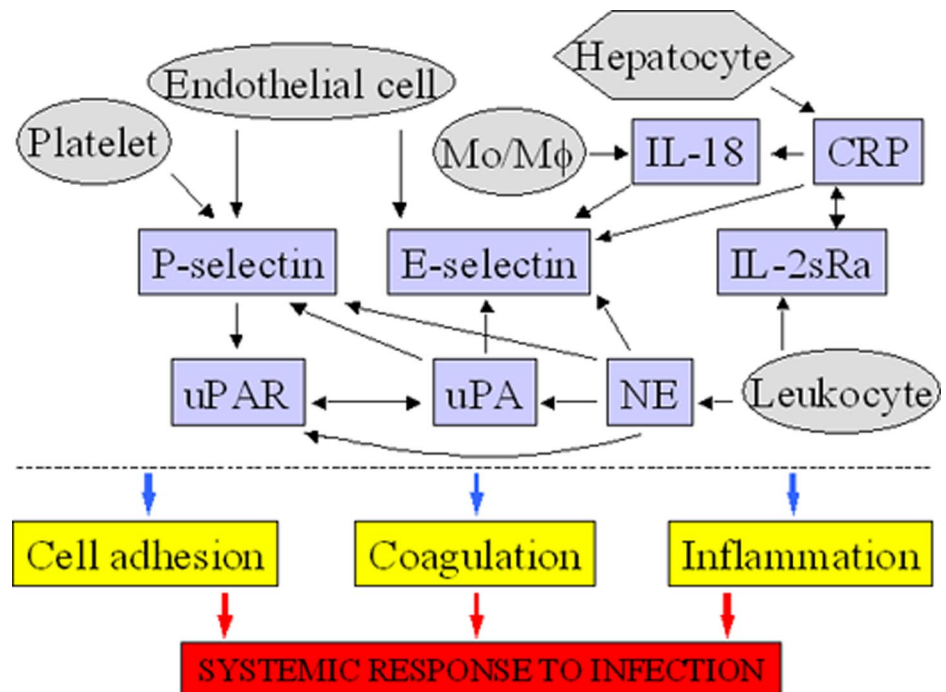 Hepatocyte
Endothelial cell
Platelet
Mo/Mϕ
IL-18
CRP
P-selectin
E-selectin
IL-2sRa
uPAR
uPA
NE
Leukocyte
Cell adhesion
Coagulation
Inflammation
SYSTEMIC RESPONSE TO INFECTION